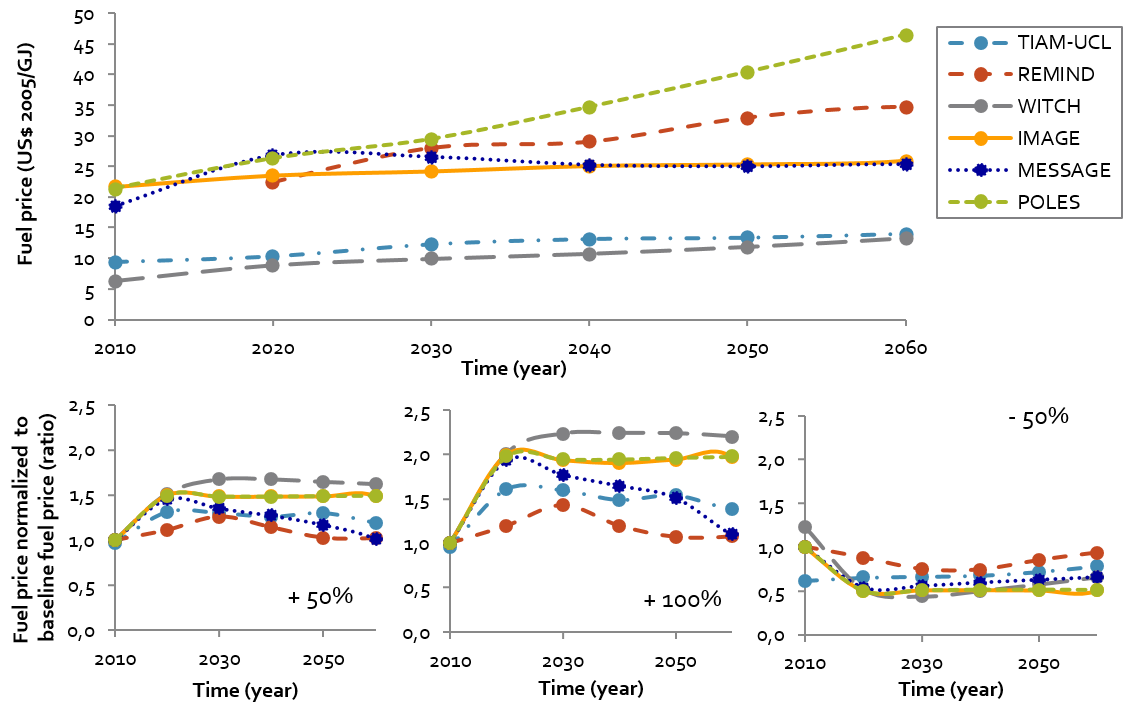 Fuel price (US$ 2005/GJ)
50
45
40
35
30
25
20
15
10
5
0
2010 2020 2030 2040 2050 2060
Time (year)
TIAM-UCL
REMIND
WITCH
IMAGE
MESSAGE
POLES
Fuel price normalized to
baseline fuel price (ratio)
2,5
2,0
1,5
1,0
0,5
0,0
+ 50%
2010 2030 2050
Time (year)
2,5
2,0
1,5
1,0
0,5
0,0
+ 100%
2010 2030 2050
Time (year)
2,5
2,0
1,5
1,0
0,5
0,0
- 50%
2010 2030 2050
Time (year)